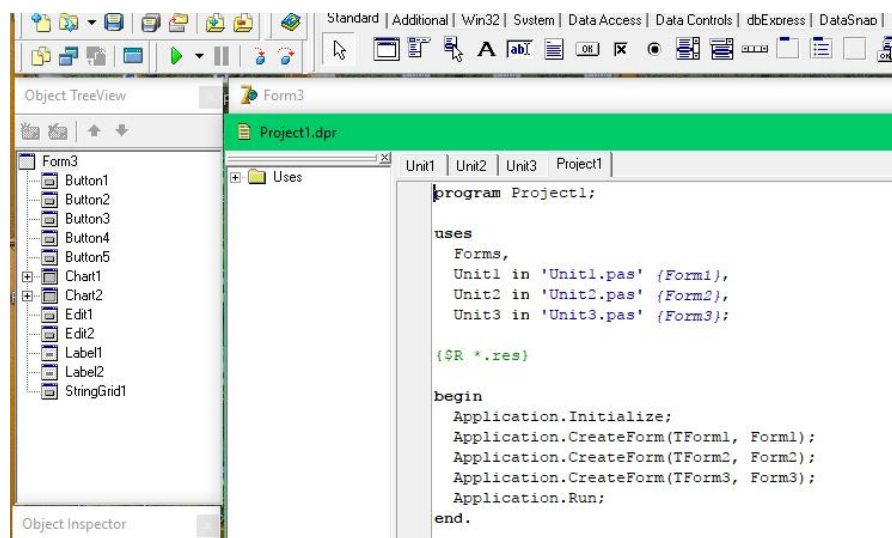 Standard | Additional | Win32 | System | Data Access | Data Controls | dbExpress | DataSnap |
A ab OK
Object TreeView
Form3
Project1.dpr
Form3
Button1
Button2
Button3
Button4
Button5
Chart1
Chart2
Edit1
Edit2
Label1
Label2
StringGrid1
Object Inspector
Uses
Unit1 | Unit2 | Unit3 | Project1
program Project1;
uses
Forms,
Unit1 in 'Unit1.pas' {Form1},
Unit2 in 'Unit2.pas' {Form2},
Unit3 in 'Unit3.pas' {Form3};
{$R *.res}
begin
Application.Initialize;
Application.CreateForm(TForm1, Form1);
Application.CreateForm(TForm2, Form2);
Application.CreateForm(TForm3, Form3);
Application.Run;
end.